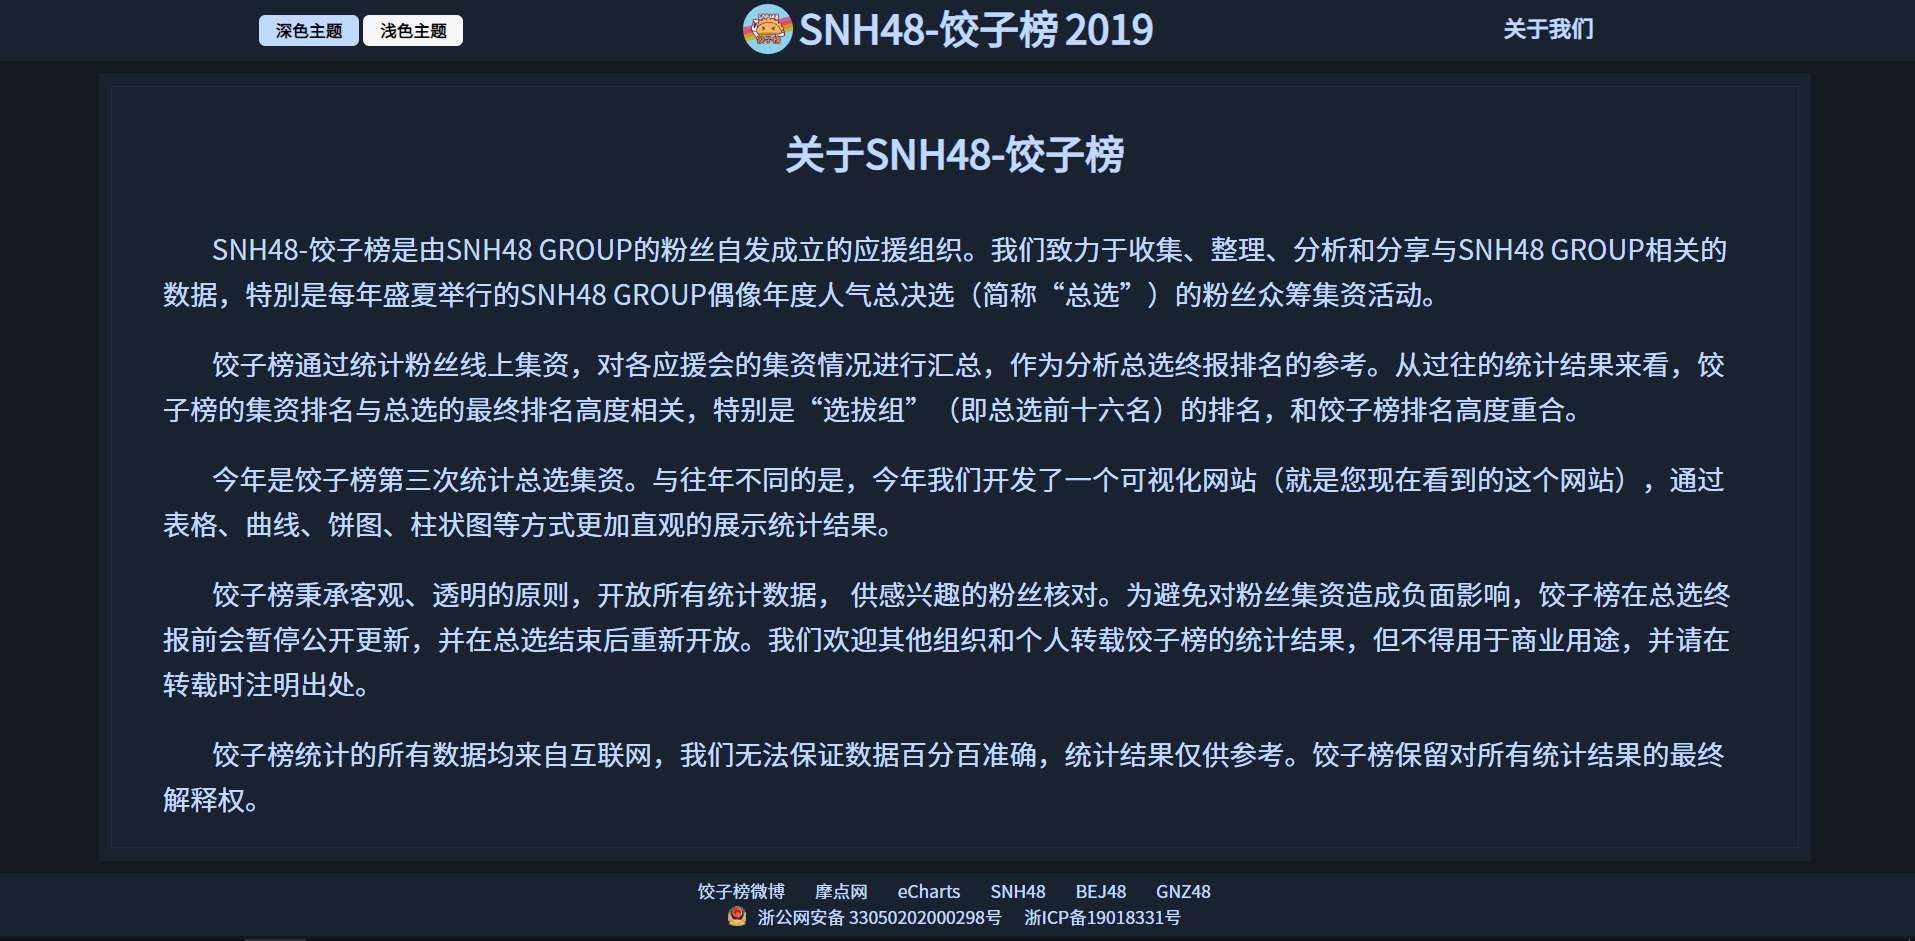 深色主题 浅色主题 SNH48-饺子榜 2019 关于我们
关于SNH48-饺子榜
SNH48-饺子榜是由SNH48 GROUP的粉丝自发成立的应援组织。我们致力于收集、整理、分析和分享与SNH48 GROUP相关的
数据，特别是每年盛夏举行的SNH48 GROUP偶像年度人气总决选（简称“总选”）的粉丝众筹集资活动。
饺子榜通过统计粉丝线上集资，对各应援会的集资情况进行汇总，作为分析总选终报排名的参考。从过往的统计结果来看，饺
子榜的集资排名与总选的最终排名高度相关，特别是“选拔组”（即总选前十六名）的排名，和饺子榜排名高度重合。
今年是饺子榜第三次统计总选集资。与往年不同的是，今年我们开发了一个可视化网站（就是您现在看到的这个网站），通过
表格、曲线、饼图、柱状图等方式更加直观的展示统计结果。
饺子榜秉承客观、透明的原则，开放所有统计数据， 供感兴趣的粉丝核对。为避免对粉丝集资造成负面影响，饺子榜在总选终
报前会暂停公开更新，并在总选结束后重新开放。我们欢迎其他组织和个人转载饺子榜的统计结果，但不得用于商业用途，并请在
转载时注明出处。
饺子榜统计的所有数据均来自互联网，我们无法保证数据百分百准确，统计结果仅供参考。饺子榜保留对所有统计结果的最终
解释权。
饺子榜微博 摩点网 eCharts SNH48 BEJ48 GNZ48
浙公网安备 33050202000298号 浙ICP备19018331号